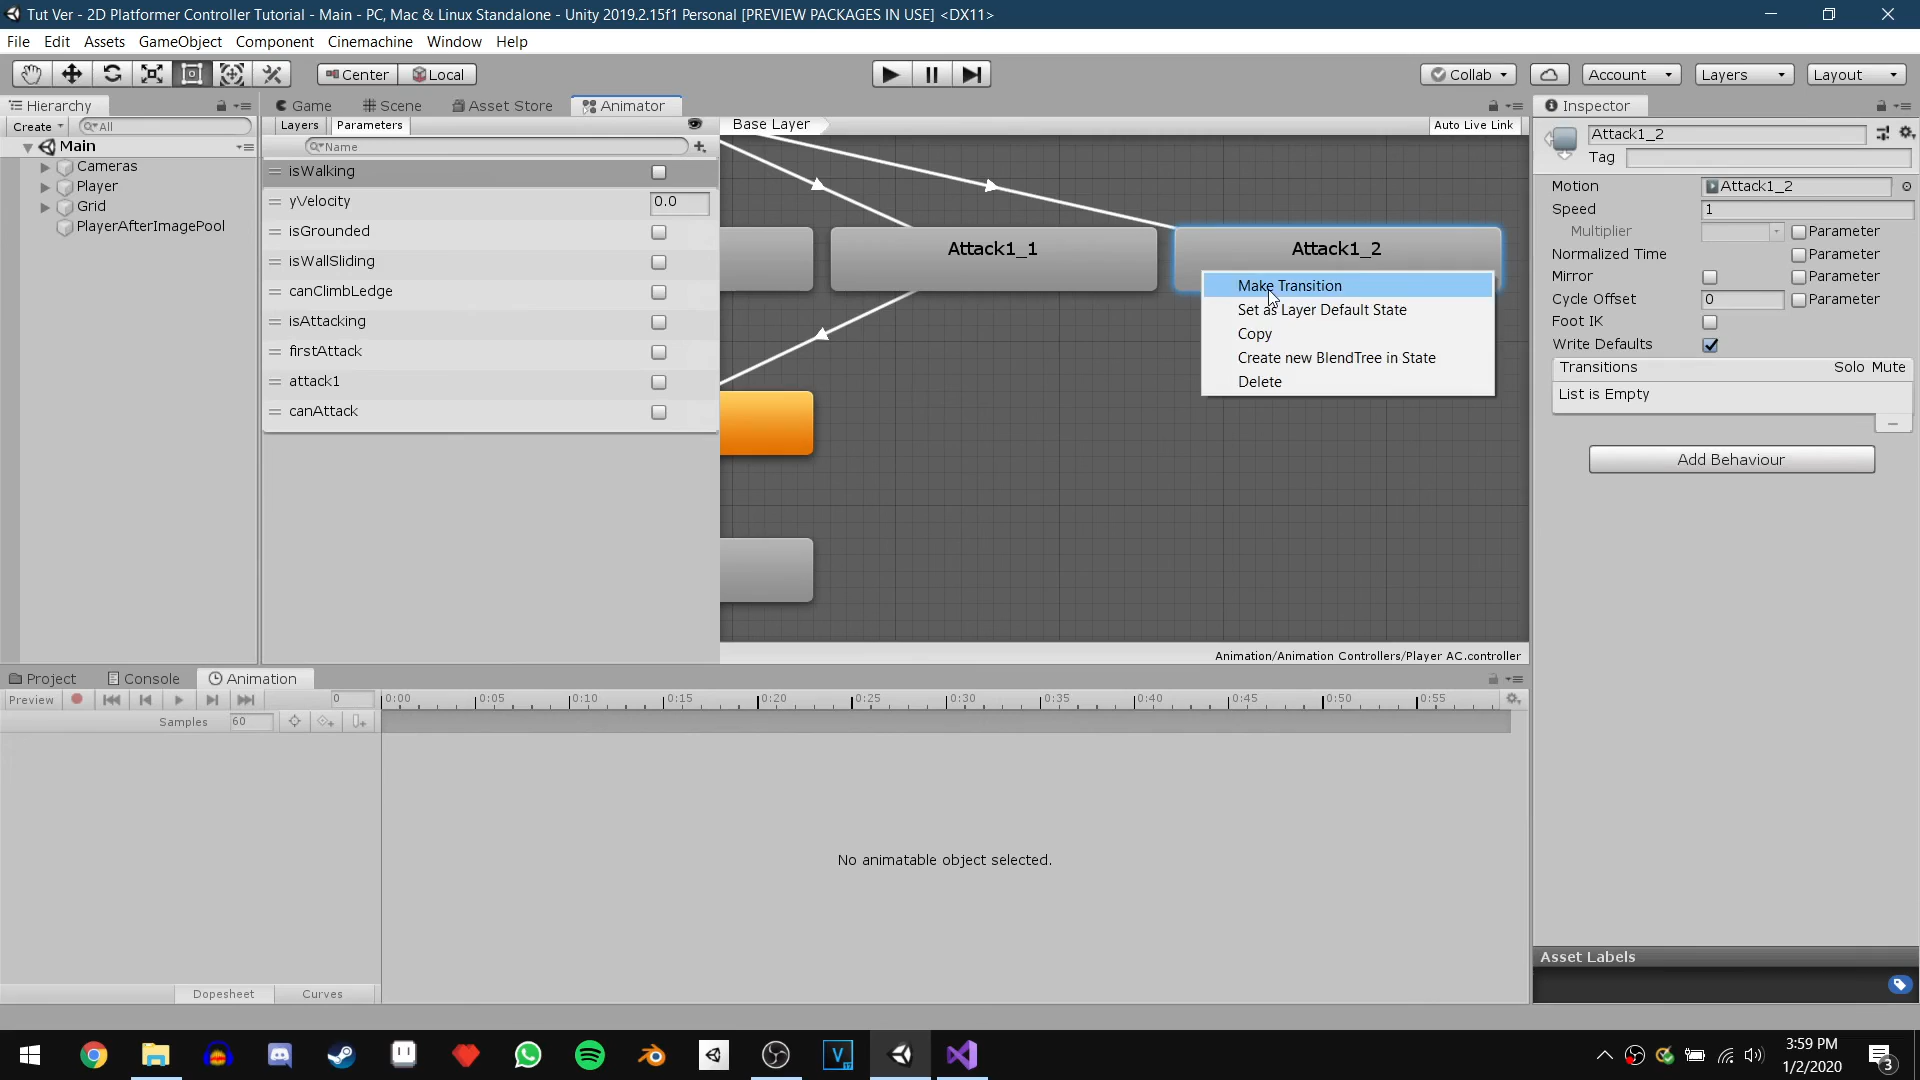 Tut Ver - 2D Platformer Controller Tutorial - Main - PC, Mac & Linux Standalone - Unity 2019.2.15f1 Personal [PREVIEW PACKAGES IN USE] <DX11>
File Edit Assets GameObject Component Cinemachine Window Help
Center Local Collab Account Layers Layout
Hierarchy Game Scene Asset Store Animator Inspector
Create All Layers Parameters Base Layer Auto Live Link
Name
Main
Cameras
Player
Grid
PlayerAfterImagePool
isWalking
yVelocity 0.0
isGrounded
isWallSliding
canClimbLedge
isAttacking
firstAttack
attack1
canAttack
Attack1_1
Attack1_2
Make Transition
Set as Layer Default State
Copy
Create new BlendTree in State
Delete
Animation/Animation Controllers/Player AC.controller
Attack1_2
Tag
Motion Attack1_2
Speed 1
Multiplier Parameter
Normalized Time Parameter
Mirror Parameter
Cycle Offset 0 Parameter
Foot IK
Write Defaults
Transitions Solo Mute
List is Empty
Add Behaviour
Asset Labels
Project Console Animation
Preview 0 0:00 0:05 0:10 0:15 0:20 0:25 0:30 0:35 0:40 0:45 0:50 0:55
Samples 60
No animatable object selected.
Dopesheet Curves
3:59 PM
1/2/2020
3